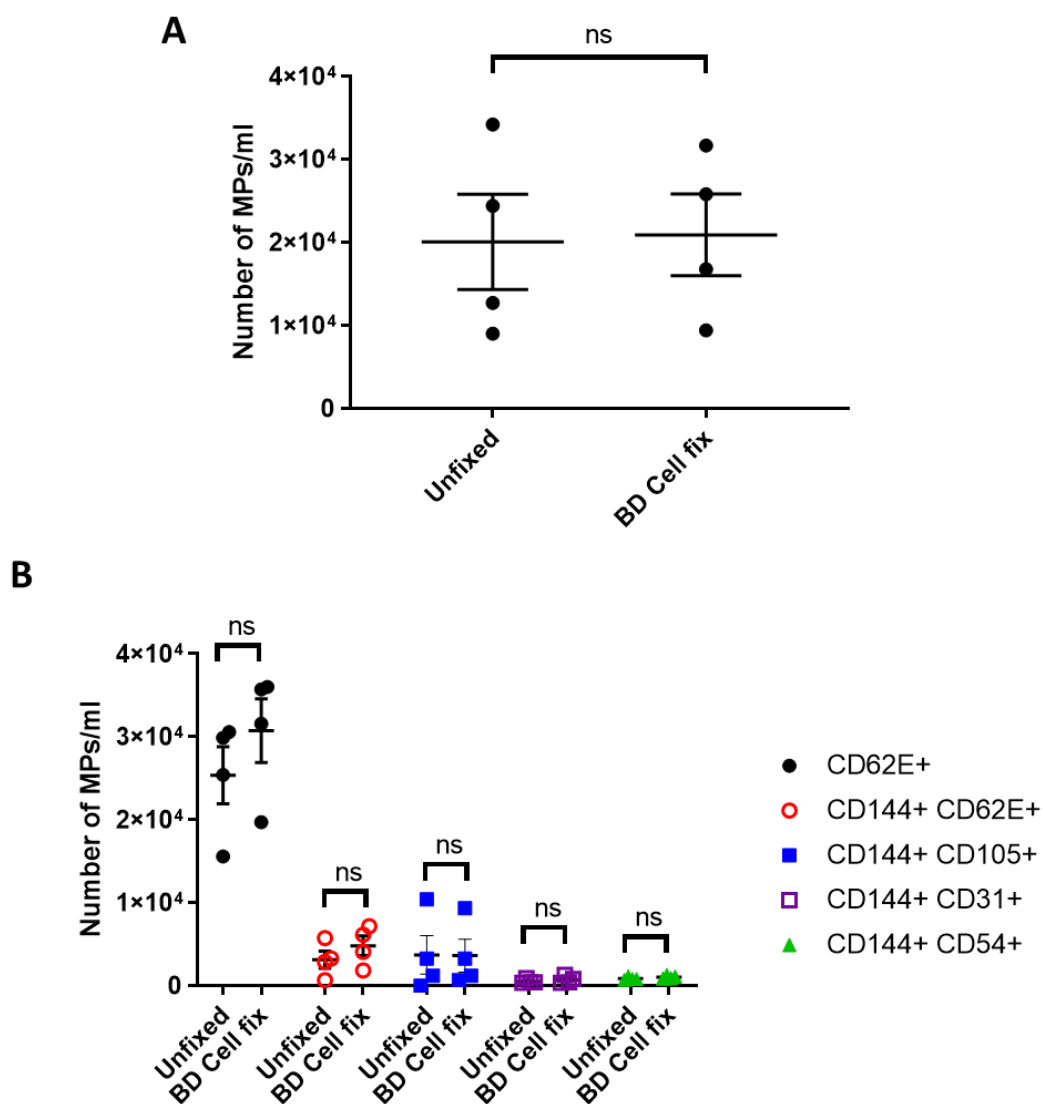 A
ns
Number of MPs/ml
4×10⁴
3×10⁴
2×10⁴
1×10⁴
0
Unfixed
BD Cell fix
B
Number of MPs/ml
4×10⁴
3×10⁴
2×10⁴
1×10⁴
0
ns
ns
ns
ns
ns
Unfixed
BD Cell fix
Unfixed
BD Cell fix
Unfixed
BD Cell fix
Unfixed
BD Cell fix
Unfixed
BD Cell fix
CD62E+
CD144+ CD62E+
CD144+ CD105+
CD144+ CD31+
CD144+ CD54+